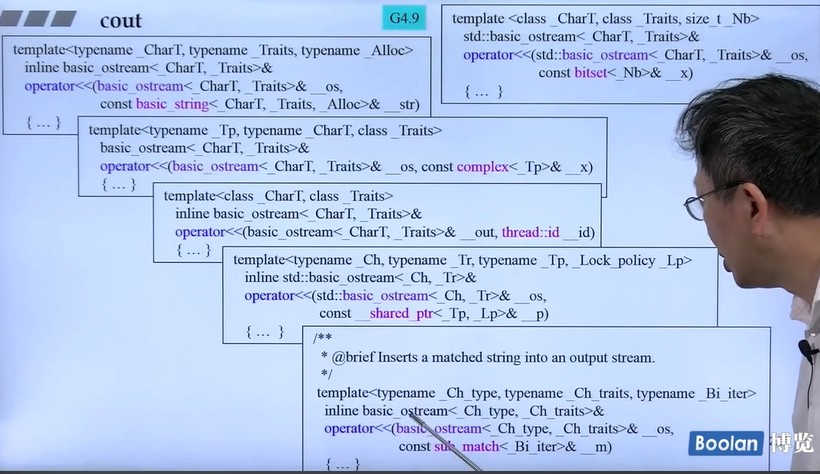 cout
G4.9
template<typename _CharT, typename _Traits, typename _Alloc>
inline basic_ostream<_CharT, _Traits>&
operator<<(basic_ostream<_CharT, _Traits>& __os,
const basic_string<_CharT, _Traits, _Alloc>& __str)
{ ... }
template <class _CharT, class _Traits, size_t _Nb>
std::basic_ostream<_CharT, _Traits>&
operator<<(std::basic_ostream<_CharT, _Traits>& __os,
const bitset<_Nb>& __x)
{ ... }
template<typename _Tp, typename _CharT, class _Traits>
basic_ostream<_CharT, _Traits>&
operator<<(basic_ostream<_CharT, _Traits>& __os, const complex<_Tp>& __x)
{ ... }
template<class _CharT, class _Traits>
inline basic_ostream<_CharT, _Traits>&
operator<<(basic_ostream<_CharT, _Traits>& __out, thread::id __id)
{ ... }
template<typename _Ch, typename _Tr, typename _Tp, _Lock_policy _Lp>
inline std::basic_ostream<_Ch, _Tr>&
operator<<(std::basic_ostream<_Ch, _Tr>& __os,
const __shared_ptr<_Tp, _Lp>& __p)
{ ... }
/**
* @brief Inserts a matched string into an output stream.
*/
template<typename _Ch_type, typename _Ch_traits, typename _Bi_iter>
inline basic_ostream<_Ch_type, _Ch_traits>&
operator<<(basic_ostream<_Ch_type, _Ch_traits>& __os,
const sub_match<_Bi_iter>& __m)
{ ... }
Boolan 博览